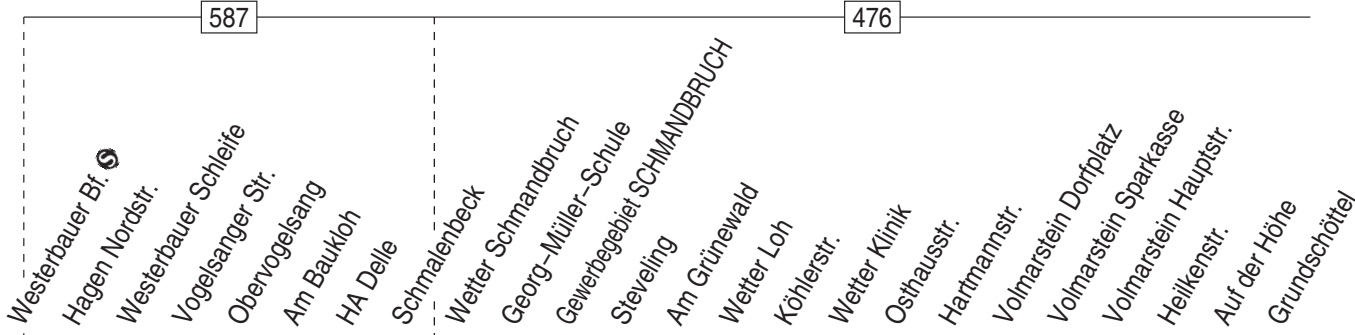 587
476
Westerbauer Bf. S
Hagen Nordstr.
Westerbauer Schleife
Vogelsanger Str.
Obervogelsang
Am Baukloh
HA Delle
Schmalenbeck
Wetter Schmandbruch
Georg-Müller-Schule
Gewerbegebiet SCHMANDBRUCH
Steveling
Am Grünewald
Wetter Loh
Köhlerstr.
Wetter Klinik
Osthausstr.
Hartmannstr.
Volmarstein Dorfplatz
Volmarstein Sparkasse
Volmarstein Hauptstr.
Heilkenstr.
Auf der Höhe
Grundschöttel